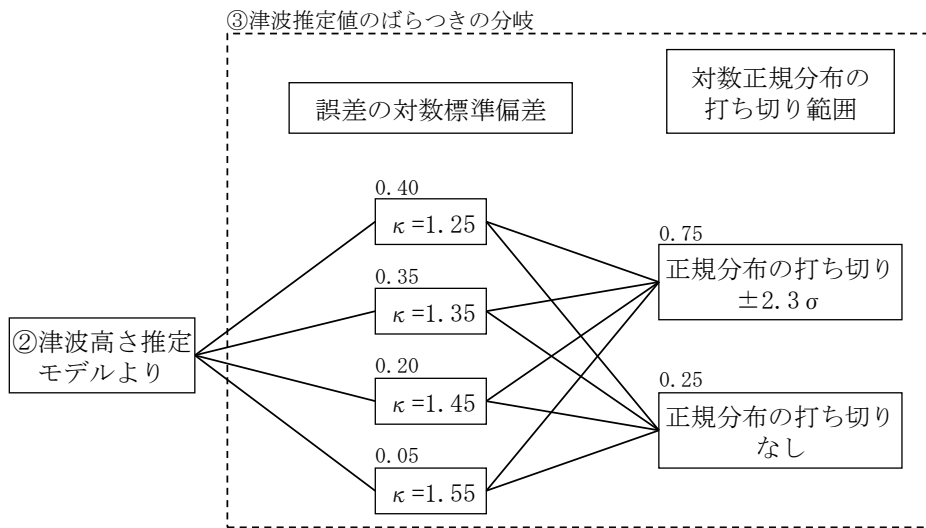 ③津波推定値のばらつきの分岐
誤差の対数標準偏差
対数正規分布の
打ち切り範囲
②津波高さ推定
モデルより
0.40
κ=1.25
0.35
κ=1.35
0.20
κ=1.45
0.05
κ=1.55
0.75
正規分布の打ち切り
±2.3σ
0.25
正規分布の打ち切り
なし